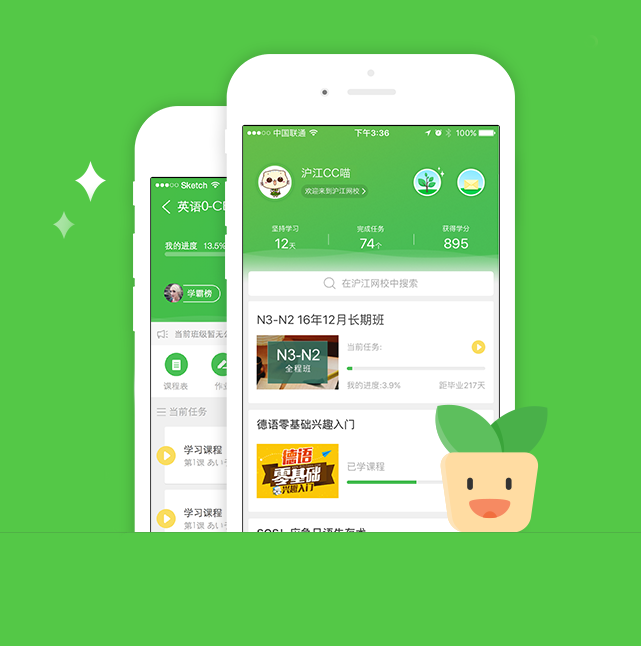 中国联通
下午3:36
100%
沪江CC喵
欢迎来到沪江网校
坚持学习
完成任务
获得学分
12天
74个
895
在沪江网校中搜索
N3-N2 16年12月长期班
N3-N2
全程班
当前任务:
我的进度:3.9%
距毕业217天
德语零基础兴趣入门
德语
零基础
兴趣入门
已学课程
Sketch
英语0-CE
我的进度 13.5%
学霸榜
当前班级暂无公
课程表
作业
当前任务
学习课程
第1课 あい
学习课程
第1课 あい